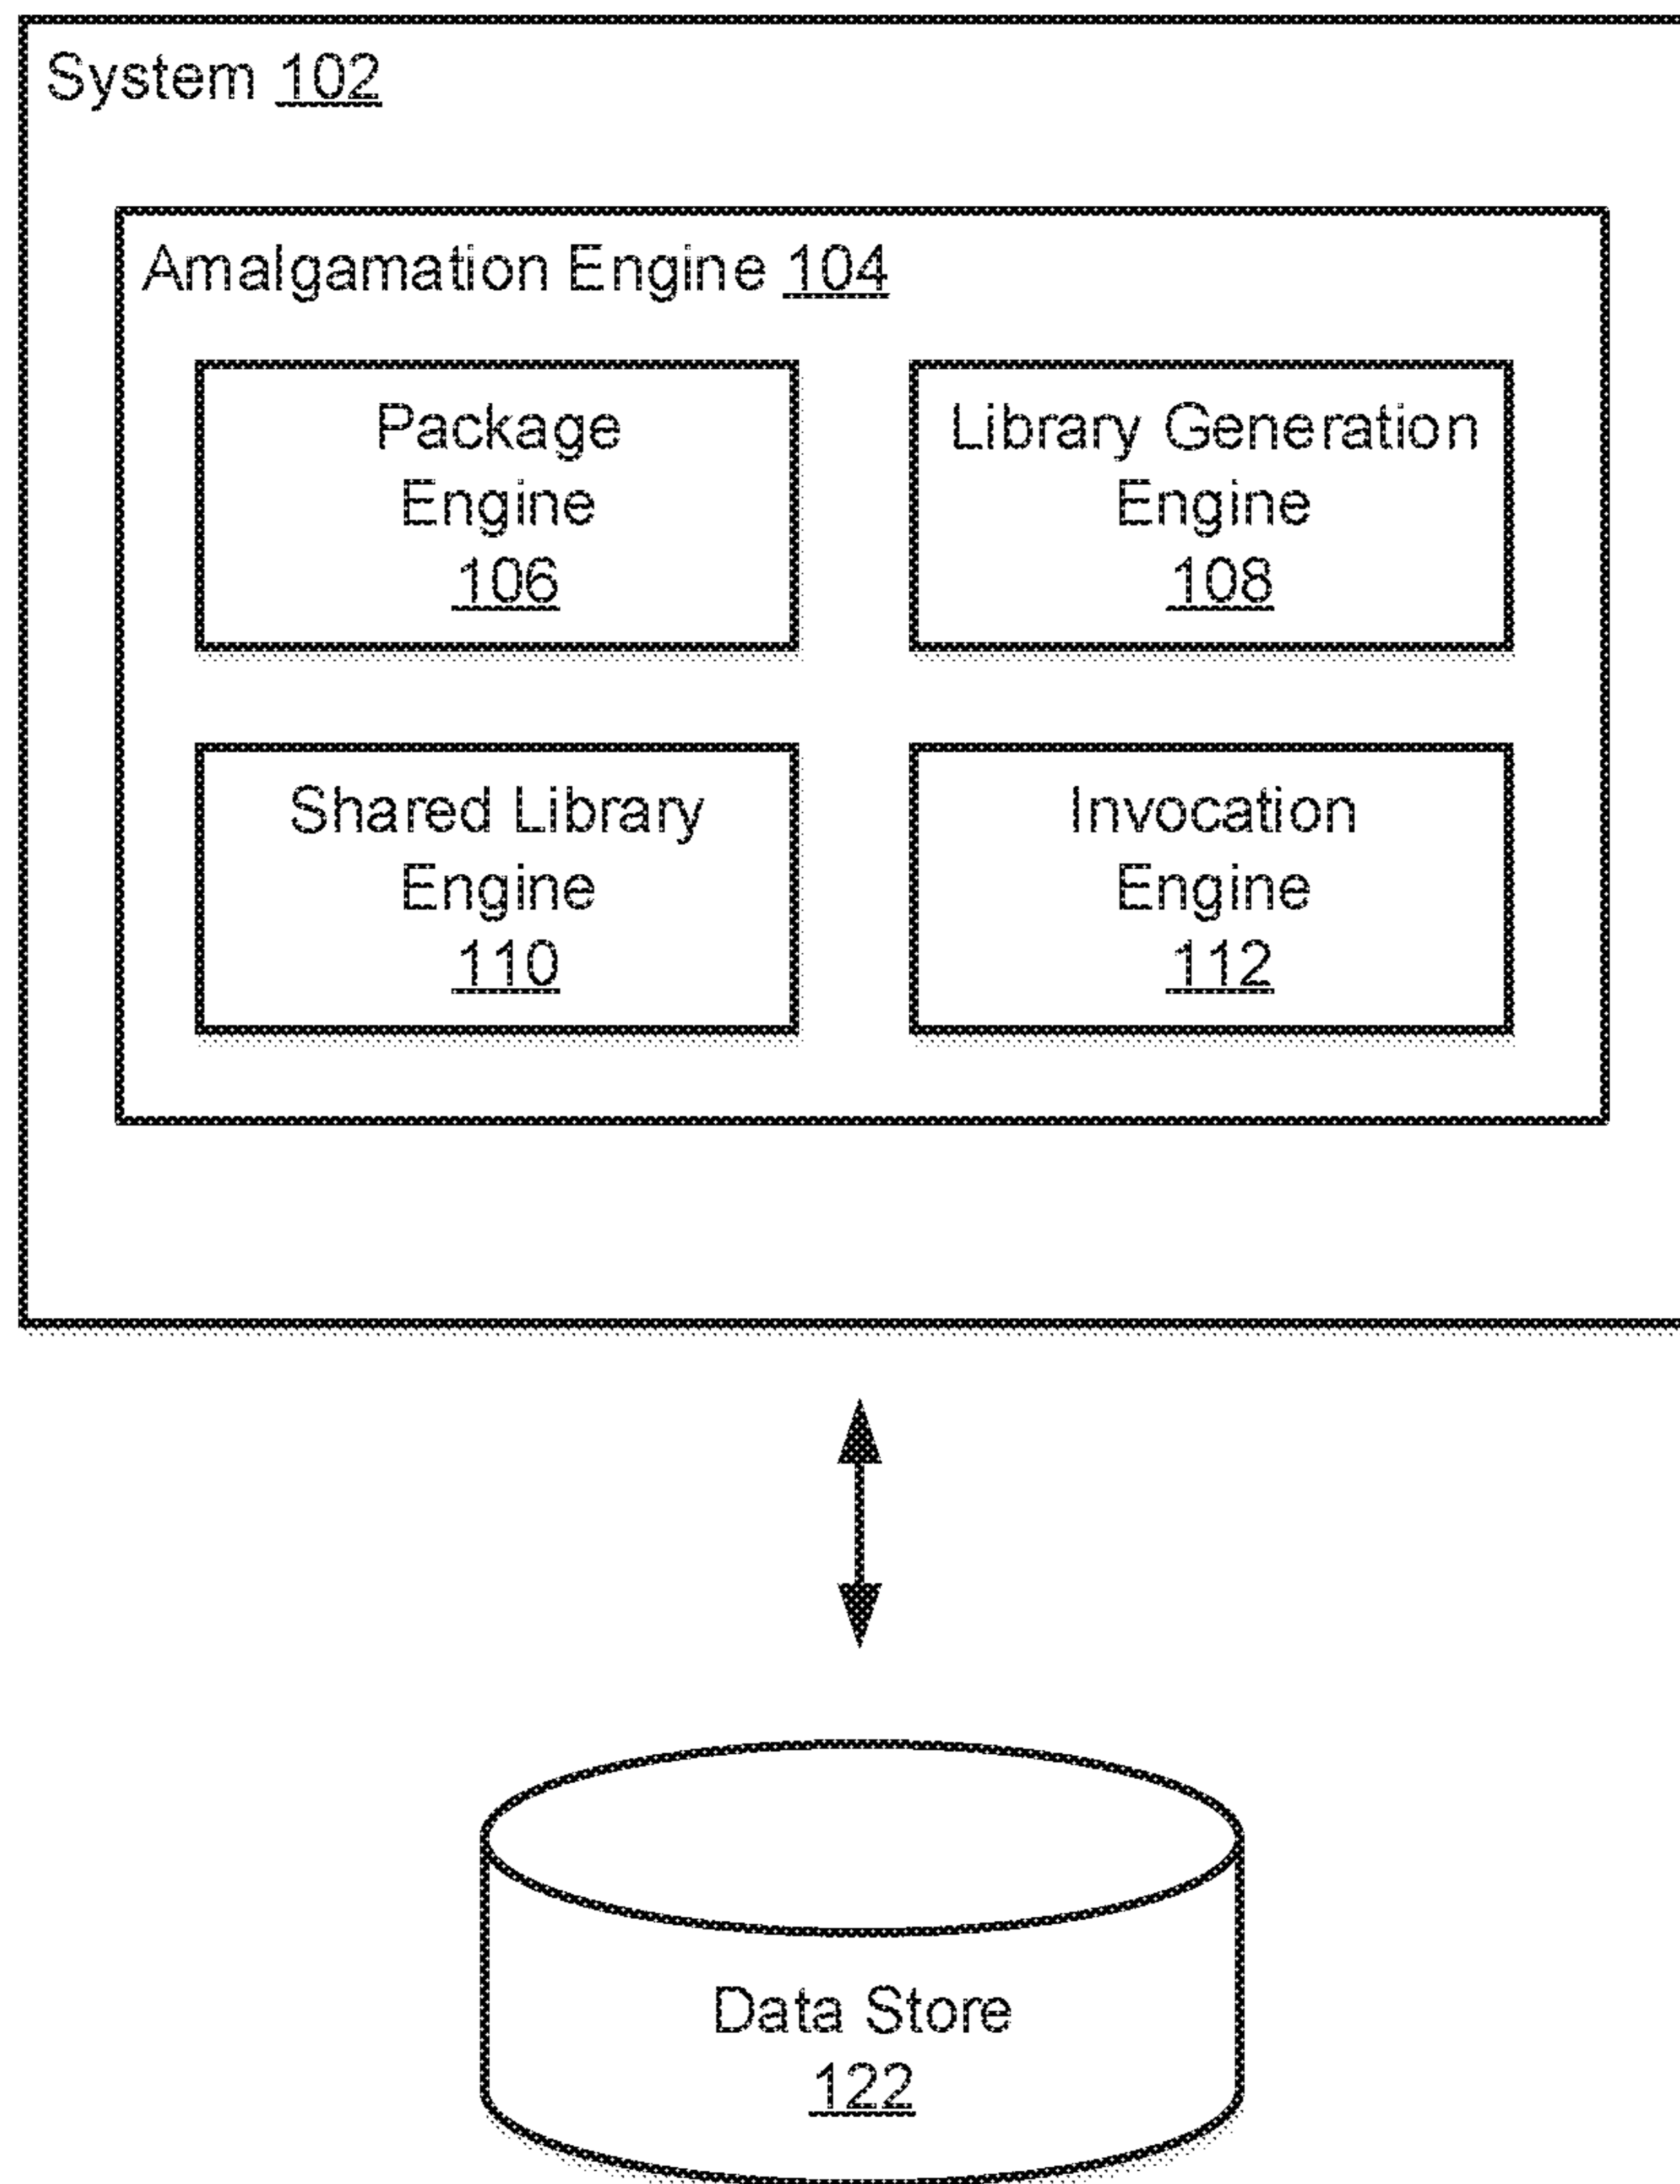 System 102
Amalgamation Engine 104
Package
Engine
106
Library Generation
Engine
108
Shared Library
Engine
110
Invocation
Engine
112
Data Store
122